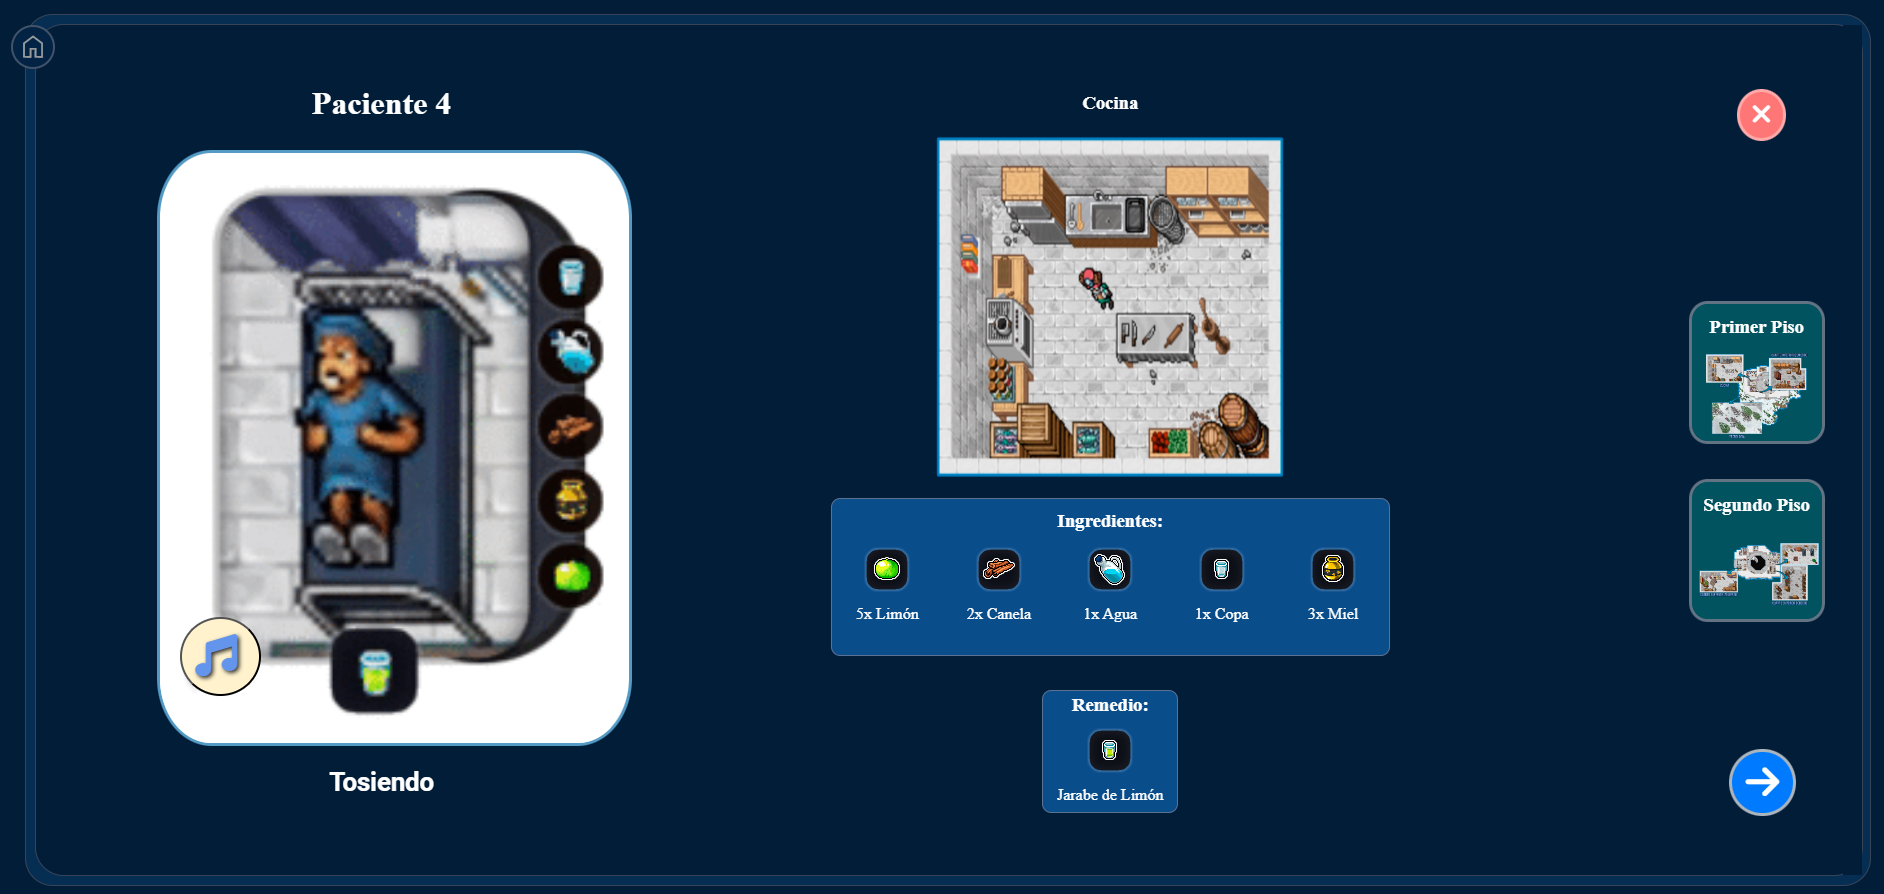 Paciente 4
Tosiendo
Cocina
Ingredientes:
5x Limón
2x Canela
1x Agua
1x Copa
3x Miel
Remedio:
Jarabe de Limón
Primer Piso
Segundo Piso